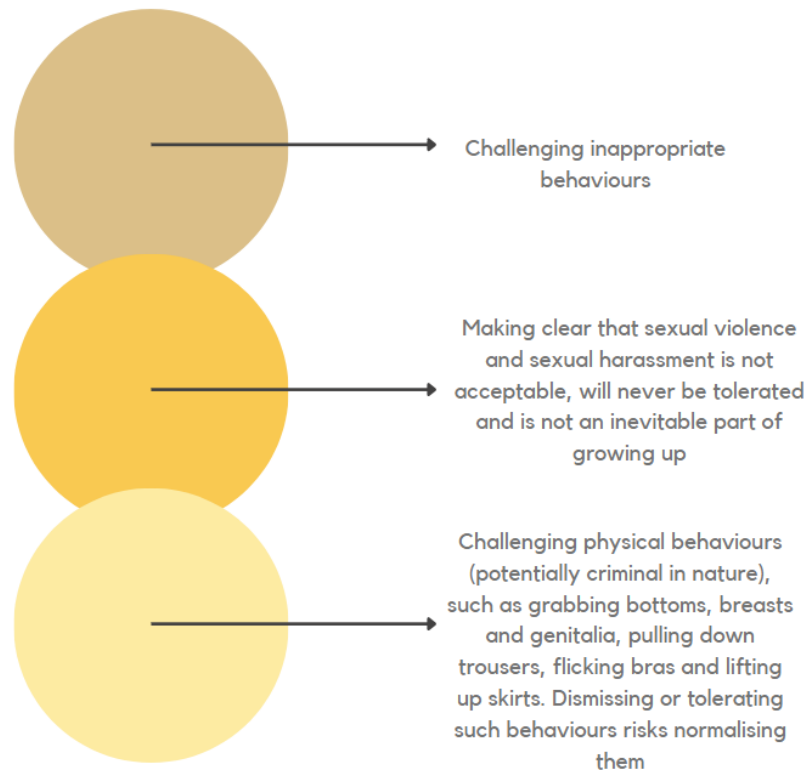 Challenging inappropriate
behaviours
Making clear that sexual violence
and sexual harassment is not
acceptable, will never be tolerated
and is not an inevitable part of
growing up
Challenging physical behaviours
(potentially criminal in nature),
such as grabbing bottoms, breasts
and genitalia, pulling down
trousers, flicking bras and lifting
up skirts. Dismissing or tolerating
such behaviours risks normalising
them